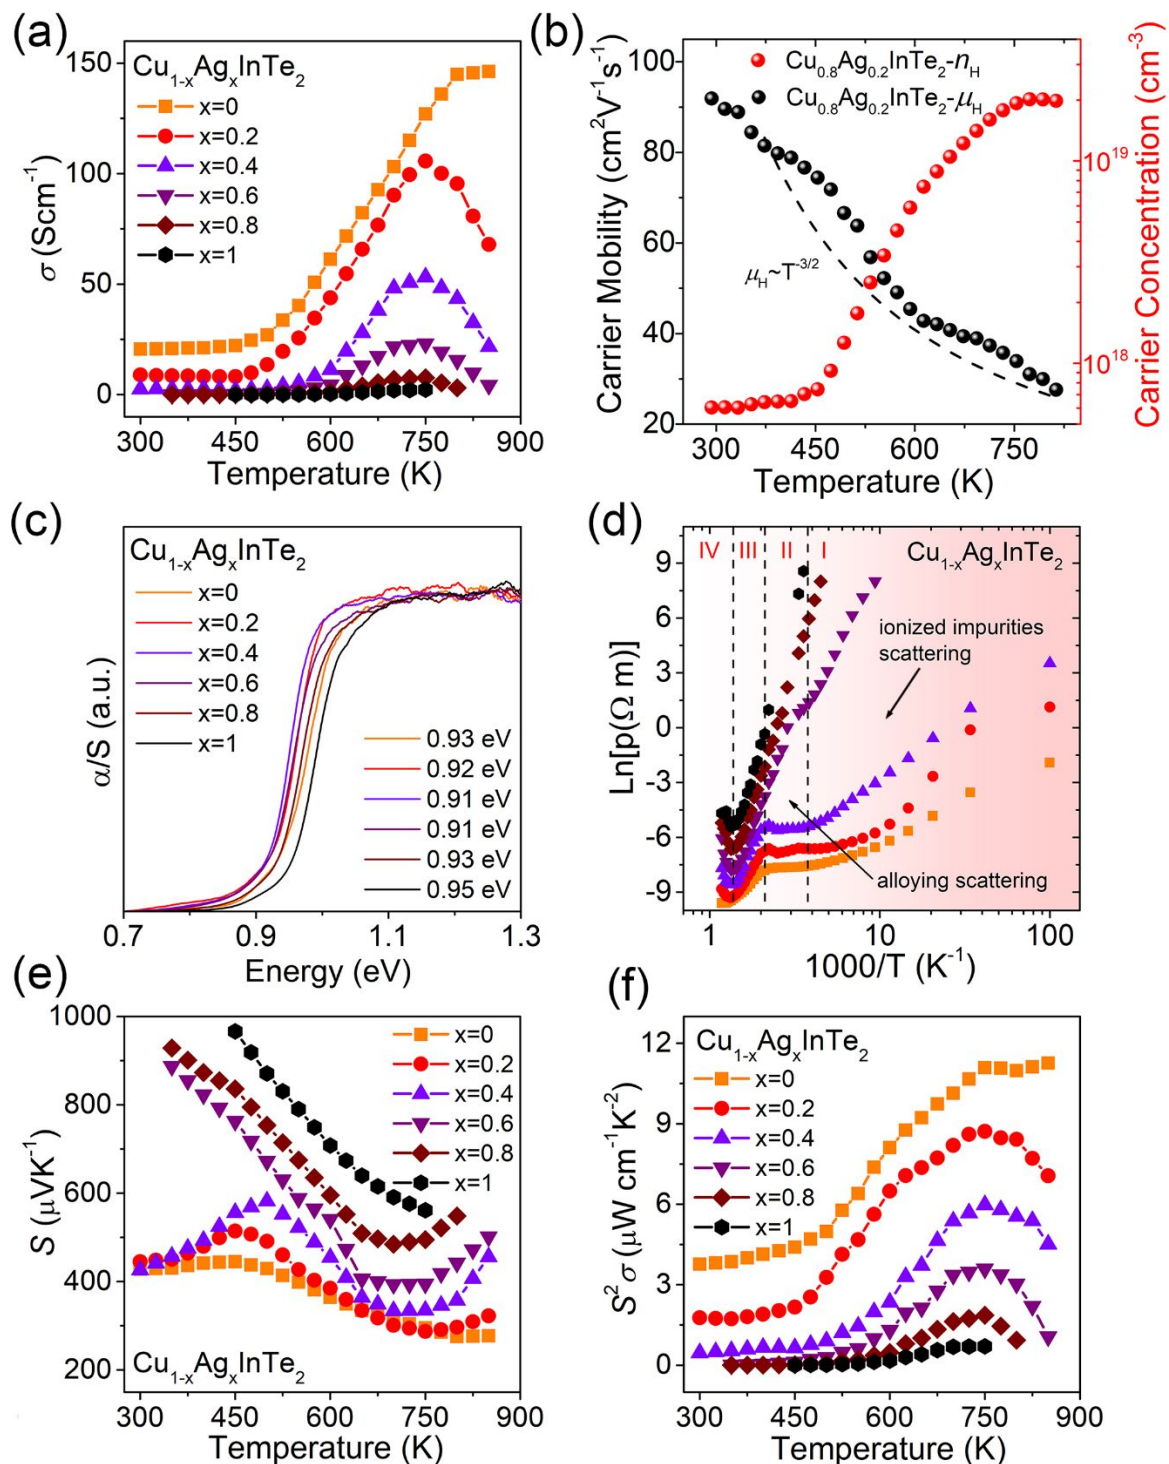 (a)
Cu1-xAgxInTe2
x=0
x=0.2
x=0.4
x=0.6
x=0.8
x=1
σ (Scm-1)
150
100
50
0
300 450 600 750 900
Temperature (K)
(b)
Cu0.8Ag0.2InTe2-nH
Cu0.8Ag0.2InTe2-μH
μH~T-3/2
Carrier Mobility (cm2V-1s-1)
100
80
60
40
20
Carrier Concentration (cm-3)
10^19
10^18
300 450 600 750
Temperature (K)
(c)
Cu1-xAgxInTe2
x=0
x=0.2
x=0.4
x=0.6
x=0.8
x=1
0.93 eV
0.92 eV
0.91 eV
0.91 eV
0.93 eV
0.95 eV
α/S (a.u.)
0.7 0.9 1.1 1.3
Energy (eV)
(d)
IV III II I
Cu1-xAgxInTe2
ionized impurities
scattering
alloying scattering
Ln[p(Ω m)]
9
6
3
0
-3
-6
-9
1 10 100
1000/T (K-1)
(e)
x=0
x=0.2
x=0.4
x=0.6
x=0.8
x=1
Cu1-xAgxInTe2
S (μVK-1)
1000
800
600
400
200
300 450 600 750 900
Temperature (K)
(f)
Cu1-xAgxInTe2
x=0
x=0.2
x=0.4
x=0.6
x=0.8
x=1
S2σ (μW cm-1K-2)
12
9
6
3
0
300 450 600 750 900
Temperature (K)